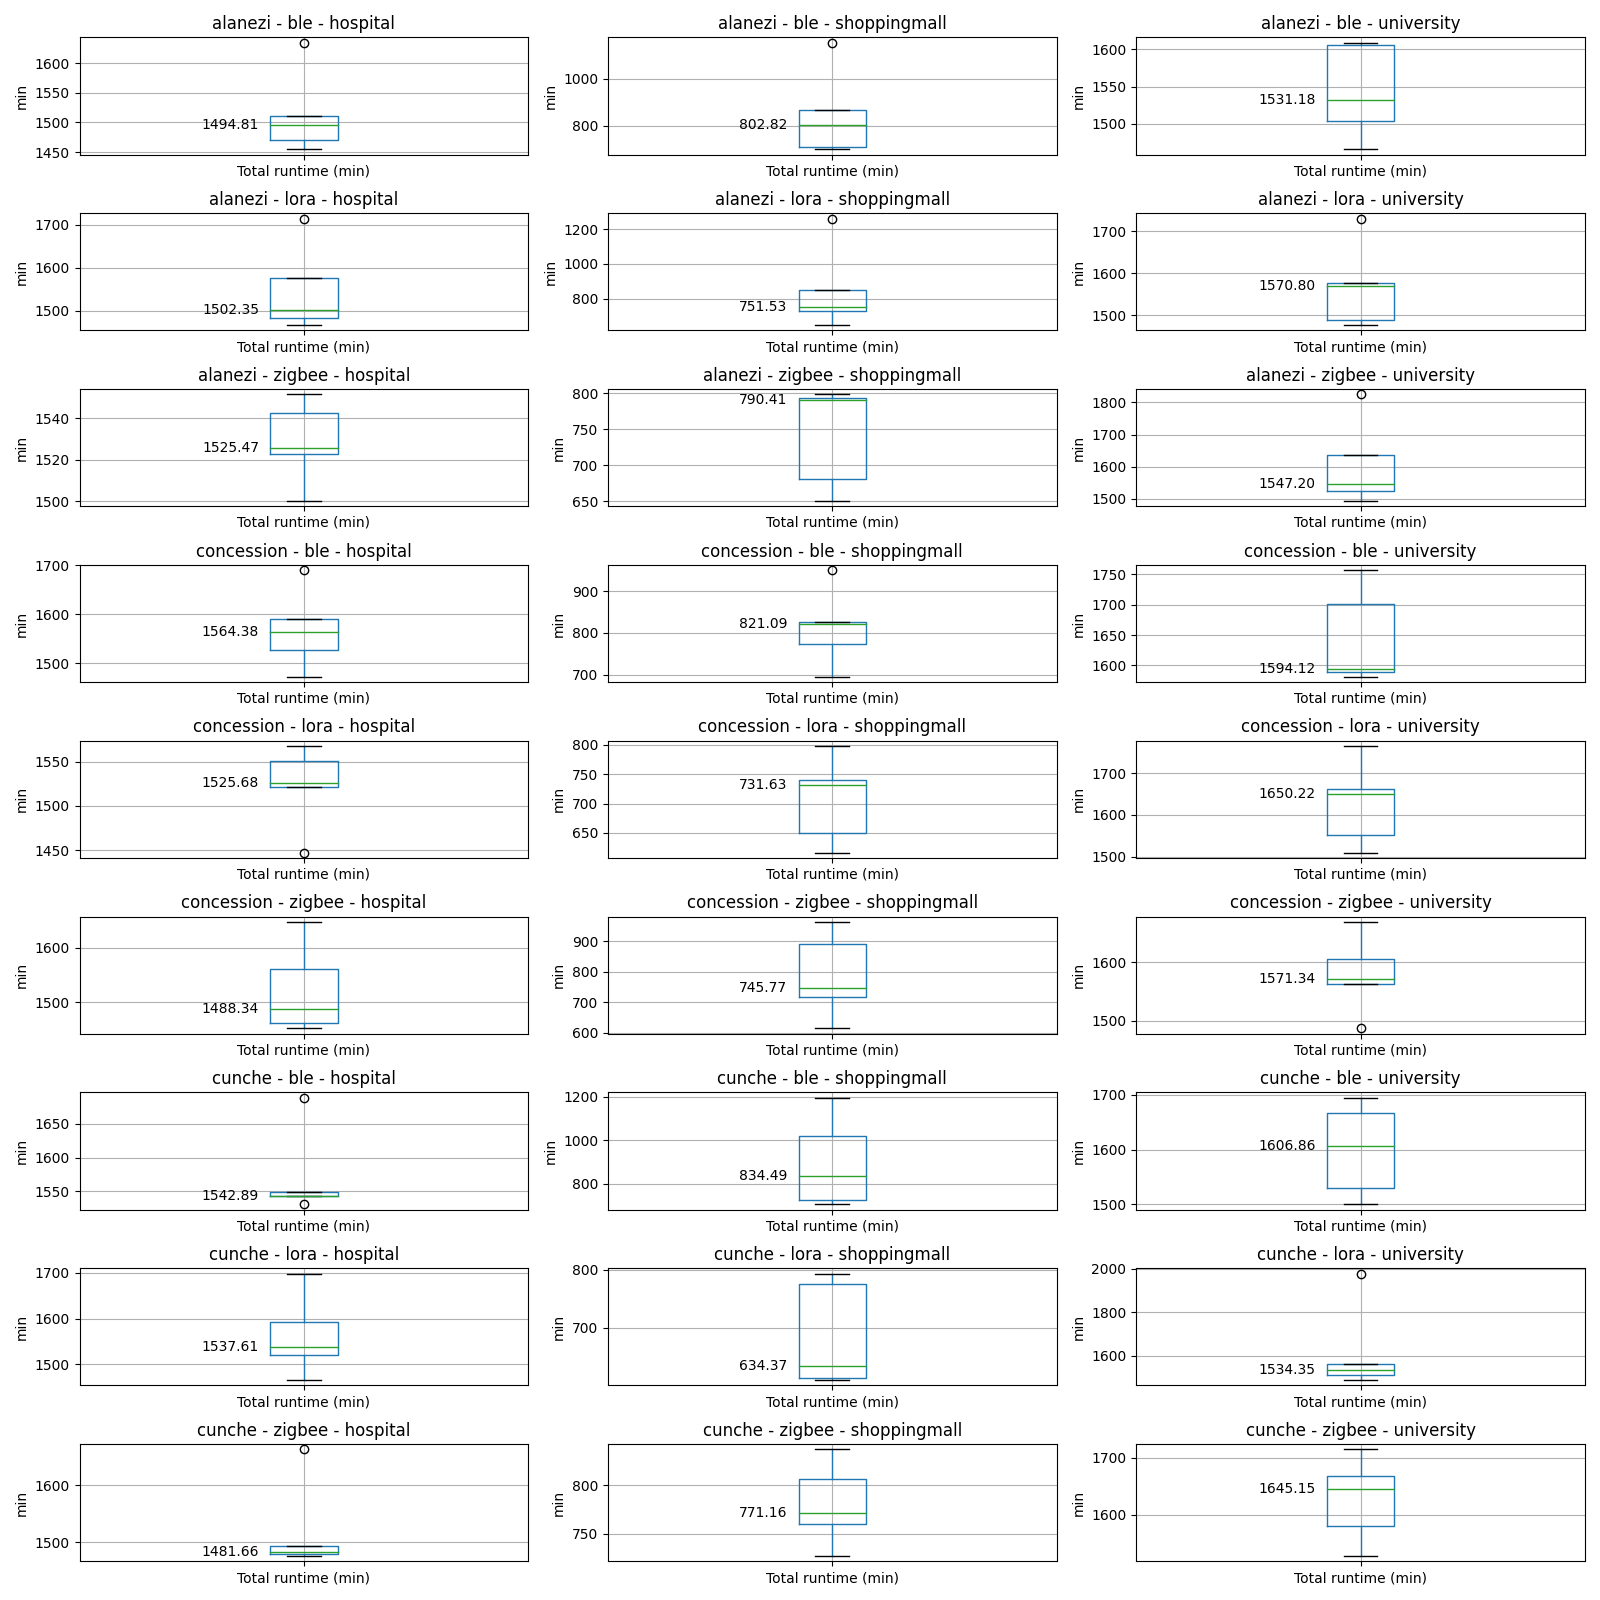 alanezi - ble - hospital
1600
1550
1500
1450
min
1494.81
Total runtime (min)
alanezi - ble - shoppingmall
1000
800
min
802.82
Total runtime (min)
alanezi - ble - university
1600
1550
1500
min
1531.18
Total runtime (min)
alanezi - lora - hospital
1700
1600
1500
min
1502.35
Total runtime (min)
alanezi - lora - shoppingmall
1200
1000
800
min
751.53
Total runtime (min)
alanezi - lora - university
1700
1600
1500
min
1570.80
Total runtime (min)
alanezi - zigbee - hospital
1540
1520
1500
min
1525.47
Total runtime (min)
alanezi - zigbee - shoppingmall
800
750
700
650
min
790.41
Total runtime (min)
alanezi - zigbee - university
1800
1700
1600
1500
min
1547.20
Total runtime (min)
concession - ble - hospital
1700
1600
1500
min
1564.38
Total runtime (min)
concession - ble - shoppingmall
900
800
700
min
821.09
Total runtime (min)
concession - ble - university
1750
1700
1650
1600
min
1594.12
Total runtime (min)
concession - lora - hospital
1550
1500
1450
min
1525.68
Total runtime (min)
concession - lora - shoppingmall
800
750
700
650
min
731.63
Total runtime (min)
concession - lora - university
1700
1600
1500
min
1650.22
Total runtime (min)
concession - zigbee - hospital
1600
1500
min
1488.34
Total runtime (min)
concession - zigbee - shoppingmall
900
800
700
600
min
745.77
Total runtime (min)
concession - zigbee - university
1600
1500
min
1571.34
Total runtime (min)
cunche - ble - hospital
1650
1600
1550
min
1542.89
Total runtime (min)
cunche - ble - shoppingmall
1200
1000
800
min
834.49
Total runtime (min)
cunche - ble - university
1700
1600
1500
min
1606.86
Total runtime (min)
cunche - lora - hospital
1700
1600
1500
min
1537.61
Total runtime (min)
cunche - lora - shoppingmall
800
700
min
634.37
Total runtime (min)
cunche - lora - university
2000
1800
1600
min
1534.35
Total runtime (min)
cunche - zigbee - hospital
1600
1500
min
1481.66
Total runtime (min)
cunche - zigbee - shoppingmall
800
750
min
771.16
Total runtime (min)
cunche - zigbee - university
1700
1600
min
1645.15
Total runtime (min)